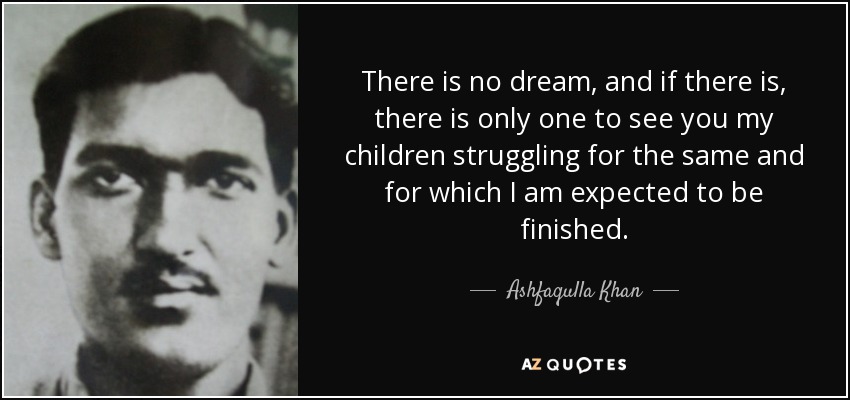 There is no dream, and if there is,
there is only one to see you my
children struggling for the same and
for which I am expected to be
finished.
Ashfaqulla Khan
AZ QUOTES